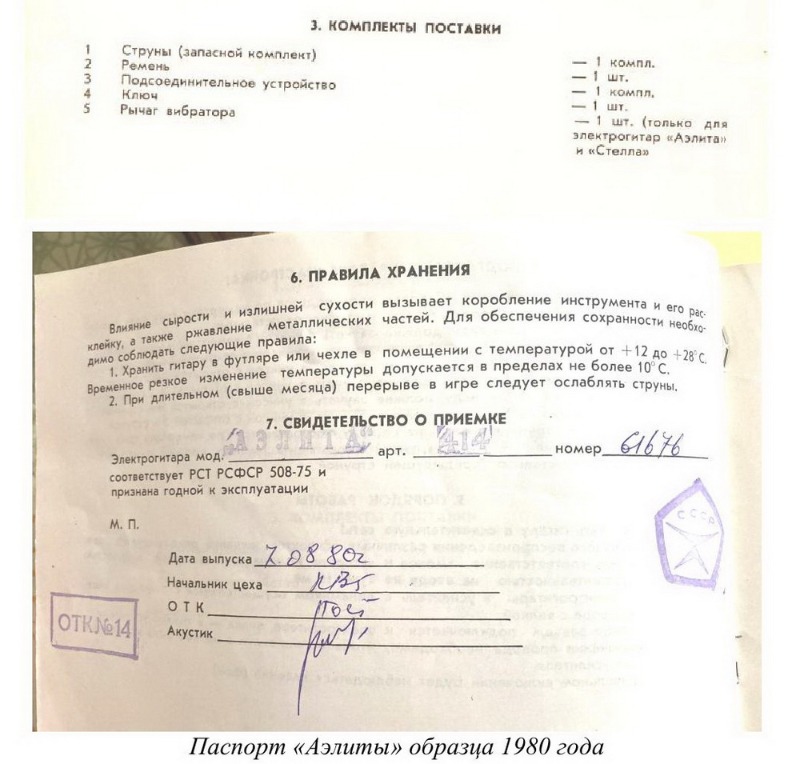 3. КОМПЛЕКТЫ ПОСТАВКИ
1 Струны (запасной комплект) — 1 компл.
2 Ремень — 1 шт.
3 Подсоединительное устройство — 1 компл.
4 Ключ — 1 шт.
5 Рычаг вибратора — 1 шт. (только для
электрогитар «Аэлита»
и «Стелла»
6. ПРАВИЛА ХРАНЕНИЯ
Влияние сырости и излишней сухости вызывает коробление инструмента и его рас-
клейку, а также ржавление металлических частей. Для обеспечения сохранности необхо-
димо соблюдать следующие правила:
1. Хранить гитару в футляре или чехле в помещении с температурой от +12 до +28°С.
Временное резкое изменение температуры допускается в пределах не более 10°С.
2. При длительном (свыше месяца) перерыве в игре следует ослаблять струны.
7. СВИДЕТЕЛЬСТВО О ПРИЕМКЕ
Электрогитара мод. „АЭЛИТА" арт. 414 номер 61676
соответствует РСТ РСФСР 508-75 и
признана годной к эксплуатации
М. П.
СССР
Дата выпуска 7.08 80г
Начальник цеха
О Т К
Акустик
ОТК №14
Паспорт «Аэлиты» образца 1980 года